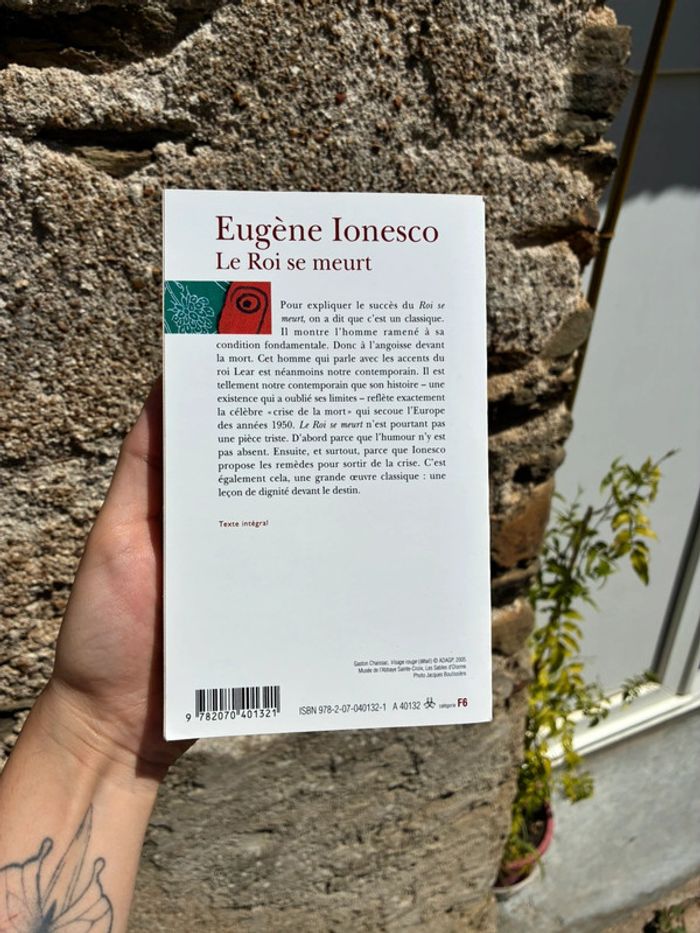 Eugène Ionesco
Le Roi se meurt
Pour expliquer le succès du Roi se
meurt, on a dit que c'est un classique.
Il montre l'homme ramené à sa
condition fondamentale. Donc à l'angoisse devant
la mort. Cet homme qui parle avec les accents du
roi Lear est néanmoins notre contemporain. Il est
tellement notre contemporain que son histoire – une
existence qui a oublié ses limites – reflète exactement
la célèbre « crise de la mort » qui secoue l'Europe
des années 1950. Le Roi se meurt n'est pourtant pas
une pièce triste. D'abord parce que l'humour n'y est
pas absent. Ensuite, et surtout, parce que Ionesco
propose les remèdes pour sortir de la crise. C'est
également cela, une grande œuvre classique : une
leçon de dignité devant le destin.
Texte intégral
Gaston Chaissac, Visage rouge (détail) © ADAGP, 2005.
Musée de l'Abbaye Sainte-Croix, Les Sables d'Olonne
Photo Jacques Boutissière
9 782070 401321
ISBN 978-2-07-040132-1 A 40132 catégorie F6